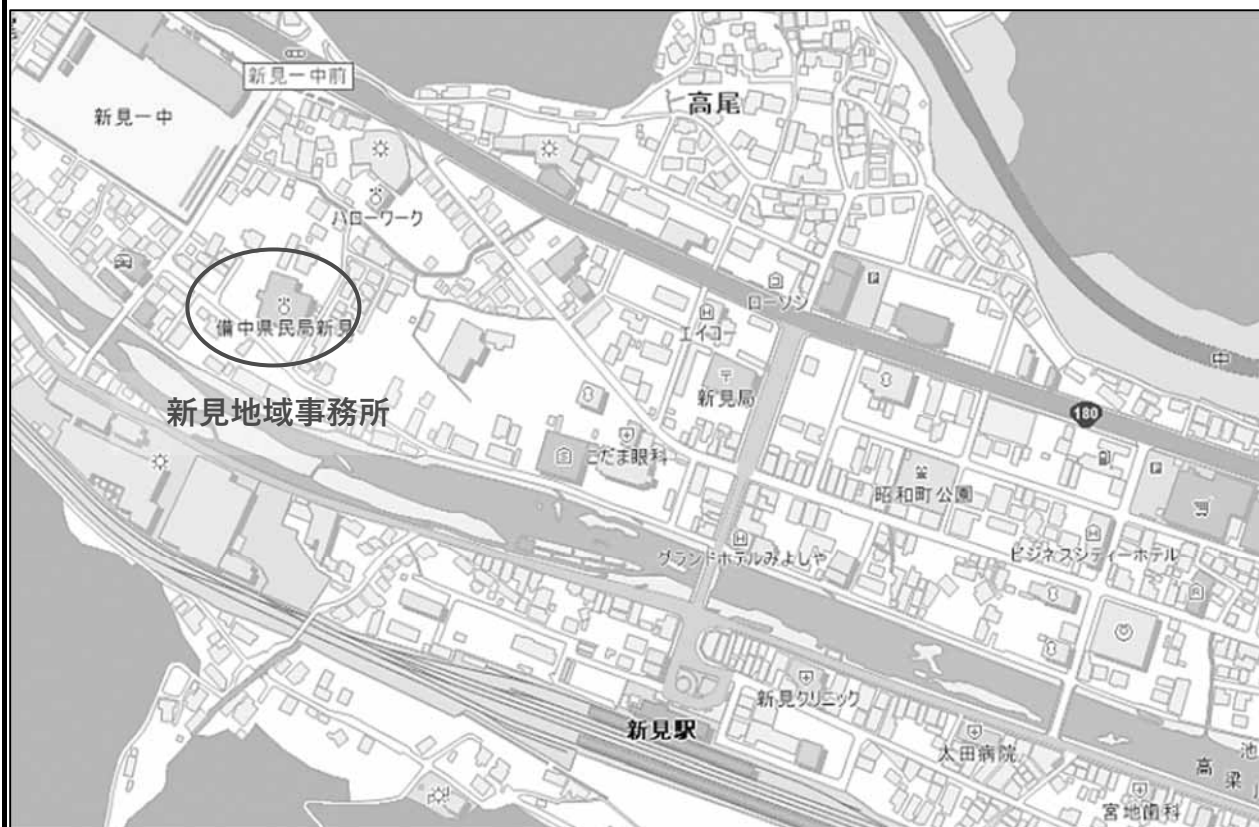 新見一中前
新見一中
高尾
ハローワーク
備中県民局新見
新見地域事務所
ローソン
エイコー
新見局
中
180
こだま眼科
昭和町公園
グランドホテルみよしや
ビジネスシティーホテル
新見クリニック
新見駅
太田病院
池
高梁川
宮地歯科